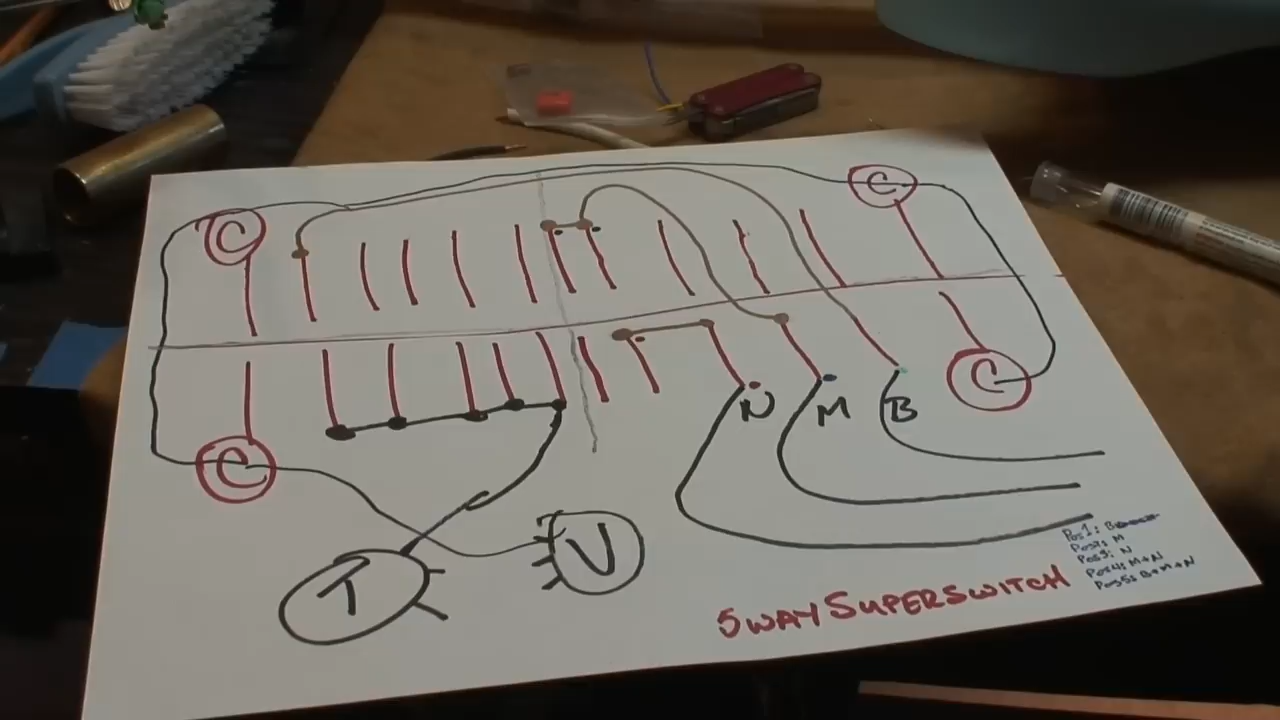 C
C
C
C
N
M
B
T
V
5WAY SUPERSWITCH
Pos1: B
Pos2: M
Pos3: N
Pos4: M+N
Pos5: B+M+N